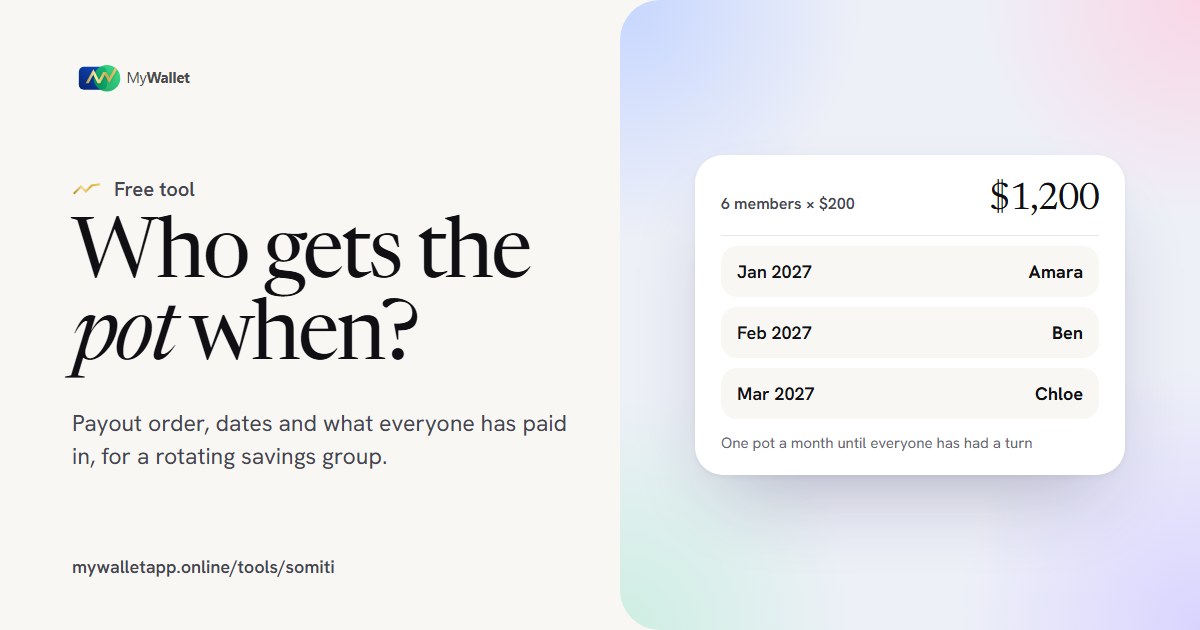 MyWallet
Free tool
Who gets the
pot when?
Payout order, dates and what everyone has paid
in, for a rotating savings group.
mywalletapp.online/tools/somiti
6 members × $200 $1,200
Jan 2027 Amara
Feb 2027 Ben
Mar 2027 Chloe
One pot a month until everyone has had a turn